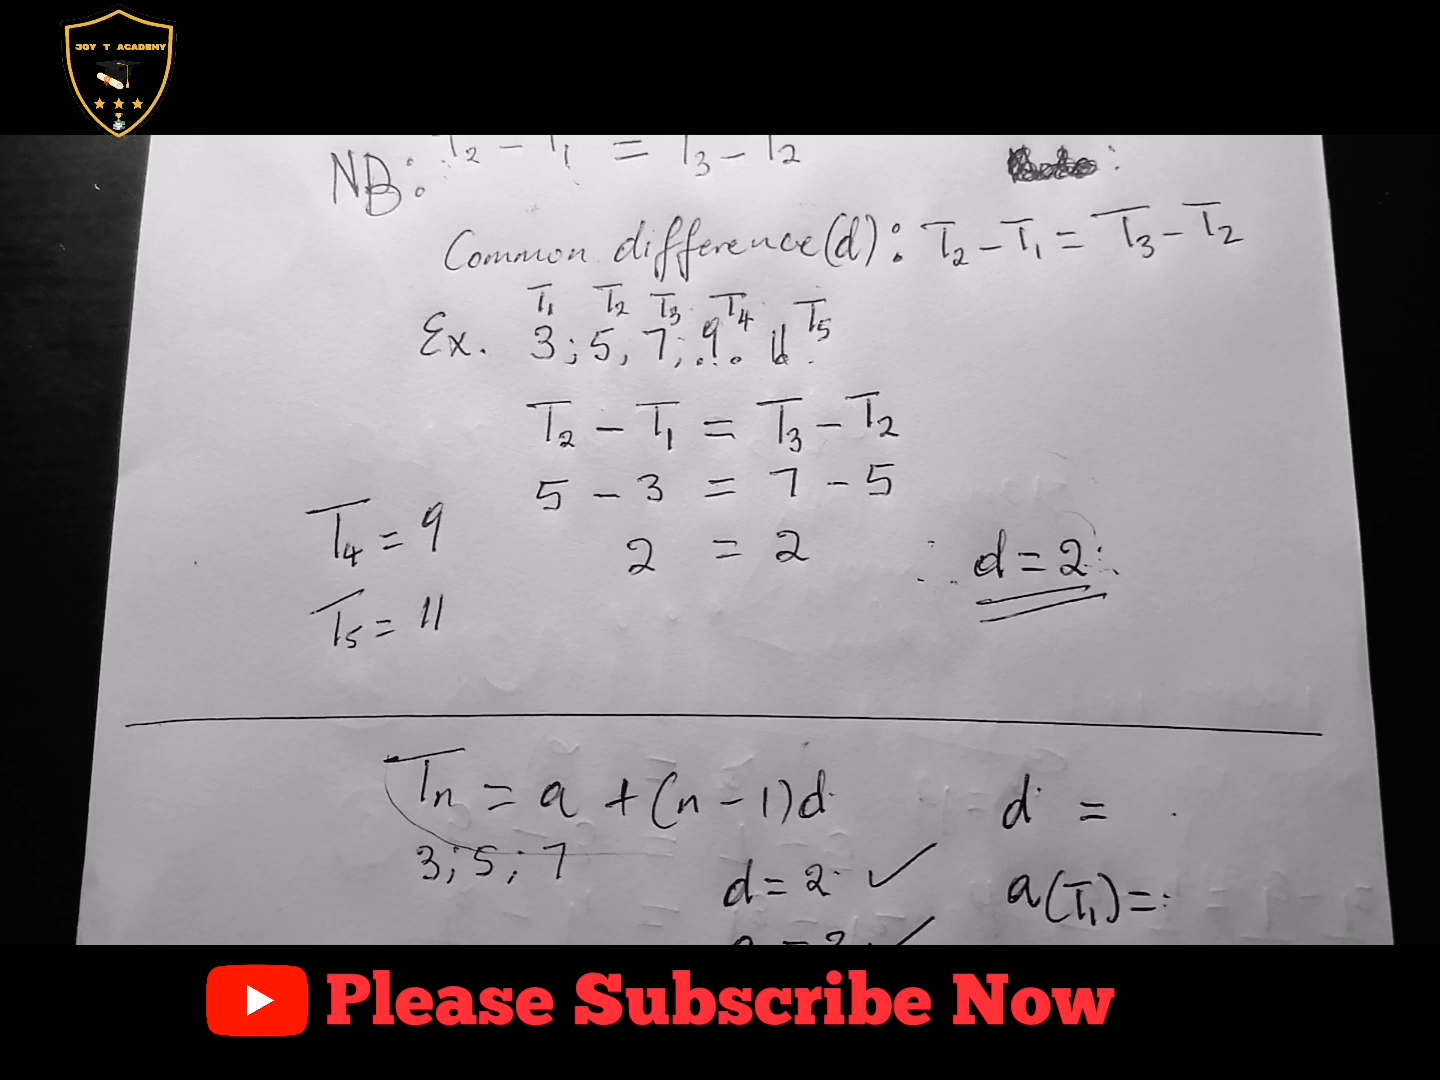 JOY T ACADEMY
NB: T₂ - T₁ = T₃ - T₂
Common difference(d): T₂ - T₁ = T₃ - T₂
T₁ T₂ T₃ T₄ T₅
Ex. 3; 5, 7; 9. 11
T₂ - T₁ = T₃ - T₂
5 - 3 = 7 - 5
T₄ = 9
2 = 2 ∴ d = 2
T₅ = 11
Tn = a + (n - 1)d d =
3; 5; 7
d = 2 ✓ a(T₁) =
Please Subscribe Now